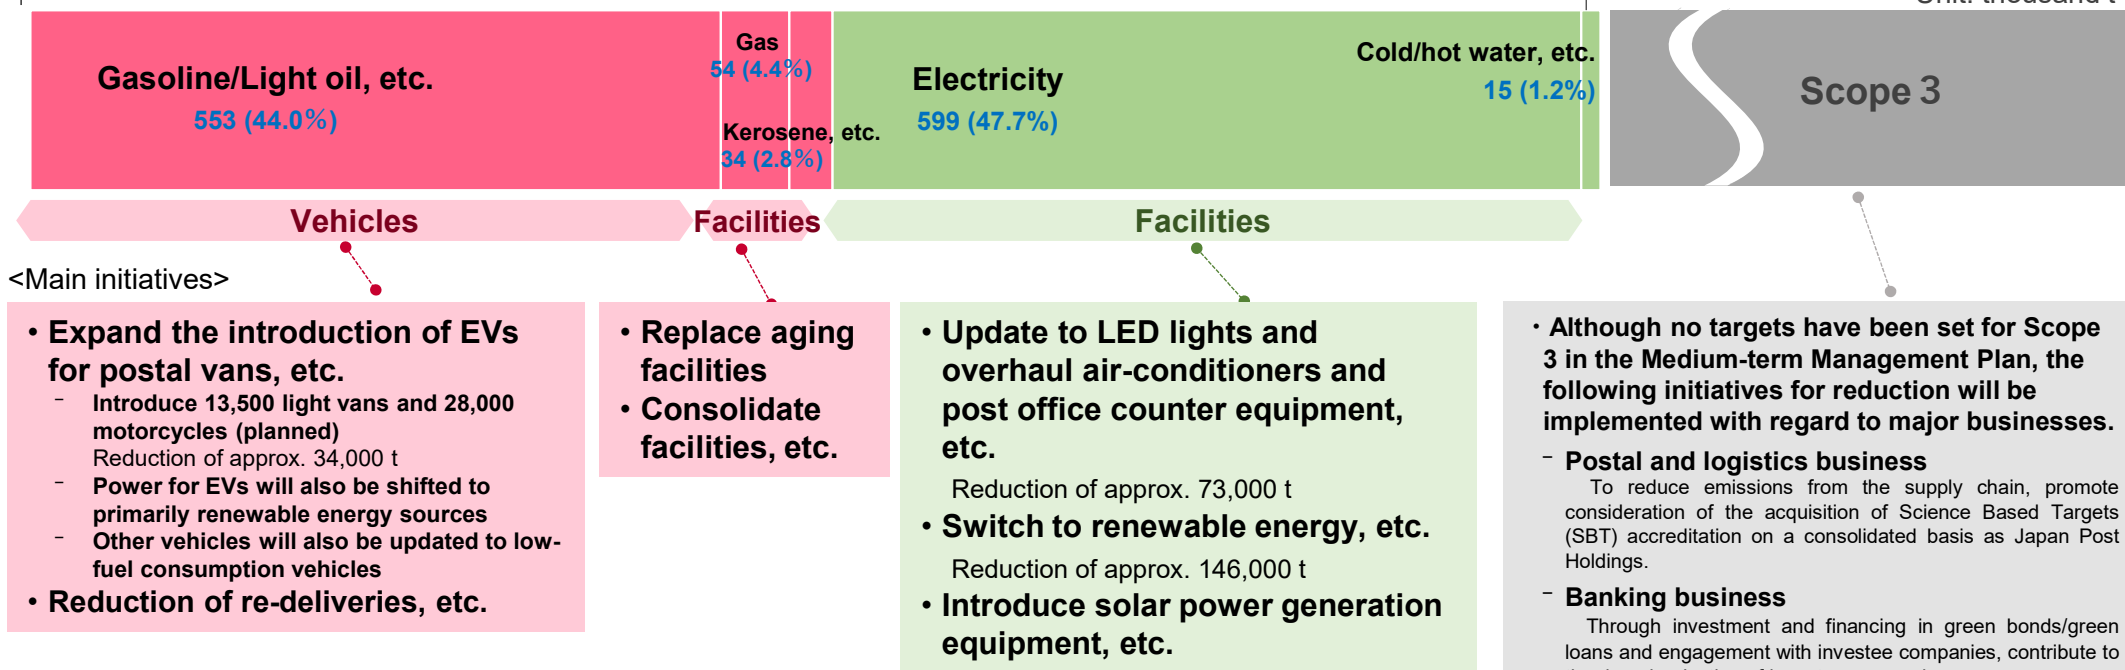 Unit: thousand t
Gasoline/Light oil, etc.
553 (44.0%)
Gas
54 (4.4%)
Kerosene, etc.
34 (2.8%)
Electricity
599 (47.7%)
Cold/hot water, etc.
15 (1.2%)
Scope 3
Vehicles
Facilities
Facilities
<Main initiatives>
• Expand the introduction of EVs
for postal vans, etc.
− Introduce 13,500 light vans and 28,000
motorcycles (planned)
Reduction of approx. 34,000 t
− Power for EVs will also be shifted to
primarily renewable energy sources
− Other vehicles will also be updated to low-
fuel consumption vehicles
• Reduction of re-deliveries, etc.
• Replace aging
facilities
• Consolidate
facilities, etc.
• Update to LED lights and
overhaul air-conditioners and
post office counter equipment,
etc.
Reduction of approx. 73,000 t
• Switch to renewable energy, etc.
Reduction of approx. 146,000 t
• Introduce solar power generation
equipment, etc.
・Although no targets have been set for Scope
3 in the Medium-term Management Plan, the
following initiatives for reduction will be
implemented with regard to major businesses.
− Postal and logistics business
To reduce emissions from the supply chain, promote
consideration of the acquisition of Science Based Targets
(SBT) accreditation on a consolidated basis as Japan Post
Holdings.
− Banking business
Through investment and financing in green bonds/green
loans and engagement with investee companies, contribute to